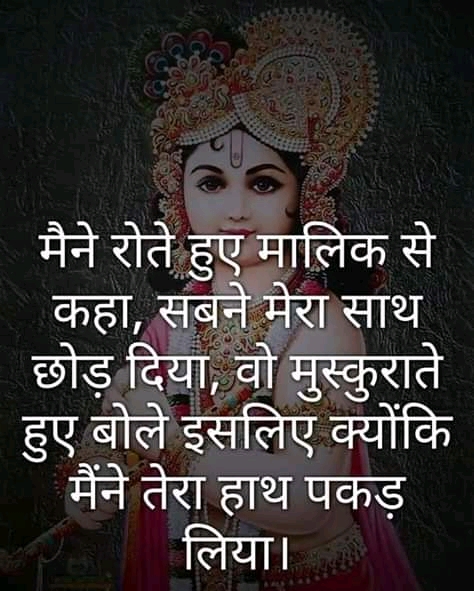 मैने रोते हुए मालिक से
कहा, सबने मेरा साथ
छोड़ दिया, वो मुस्कुराते
हुए बोले इसलिए क्योंकि
मैंने तेरा हाथ पकड़
लिया।